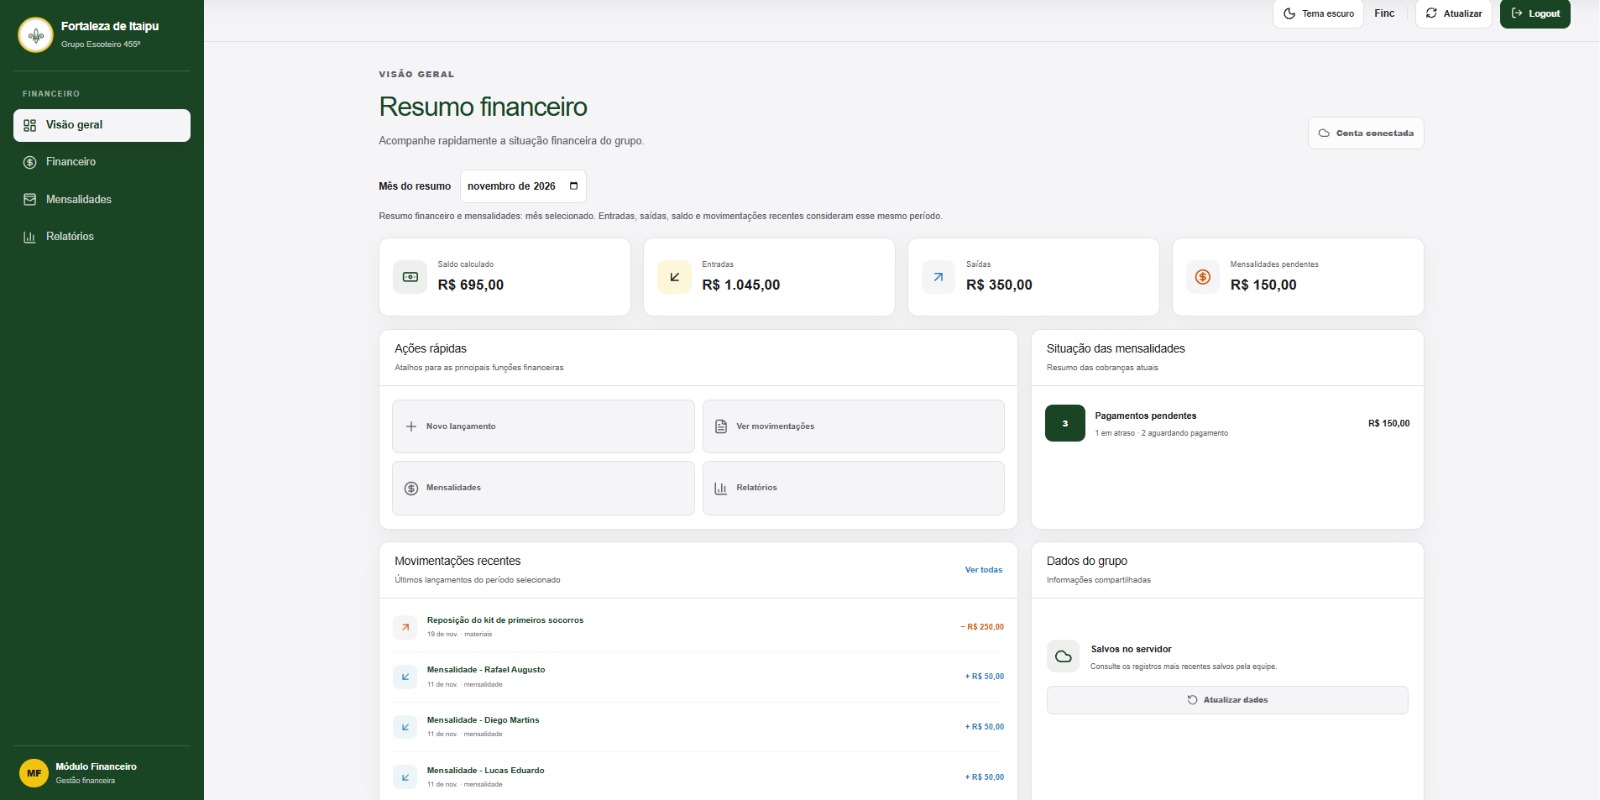 Fortaleza de Itaipu
Grupo Escoteiro 455º
FINANCEIRO
Visão geral
Financeiro
Mensalidades
Relatórios
MF
Módulo Financeiro
Gestão financeira
Tema escuro
Finc
Atualizar
Logout
VISÃO GERAL
Resumo financeiro
Acompanhe rapidamente a situação financeira do grupo.
Conta conectada
Mês do resumo
novembro de 2026
Resumo financeiro e mensalidades: mês selecionado. Entradas, saídas, saldo e movimentações recentes consideram esse mesmo período.
Saldo calculado
R$ 695,00
Entradas
R$ 1.045,00
Saídas
R$ 350,00
Mensalidades pendentes
R$ 150,00
Ações rápidas
Atalhos para as principais funções financeiras
Novo lançamento
Ver movimentações
Mensalidades
Relatórios
Situação das mensalidades
Resumo das cobranças atuais
3
Pagamentos pendentes
1 em atraso · 2 aguardando pagamento
R$ 150,00
Movimentações recentes
Últimos lançamentos do período selecionado
Ver todas
Reposição do kit de primeiros socorros
19 de nov. · materiais
− R$ 250,00
Mensalidade - Rafael Augusto
11 de nov. · mensalidade
+ R$ 50,00
Mensalidade - Diego Martins
11 de nov. · mensalidade
+ R$ 50,00
Mensalidade - Lucas Eduardo
11 de nov. · mensalidade
+ R$ 50,00
Dados do grupo
Informações compartilhadas
Salvos no servidor
Consulte os registros mais recentes salvos pela equipe.
Atualizar dados